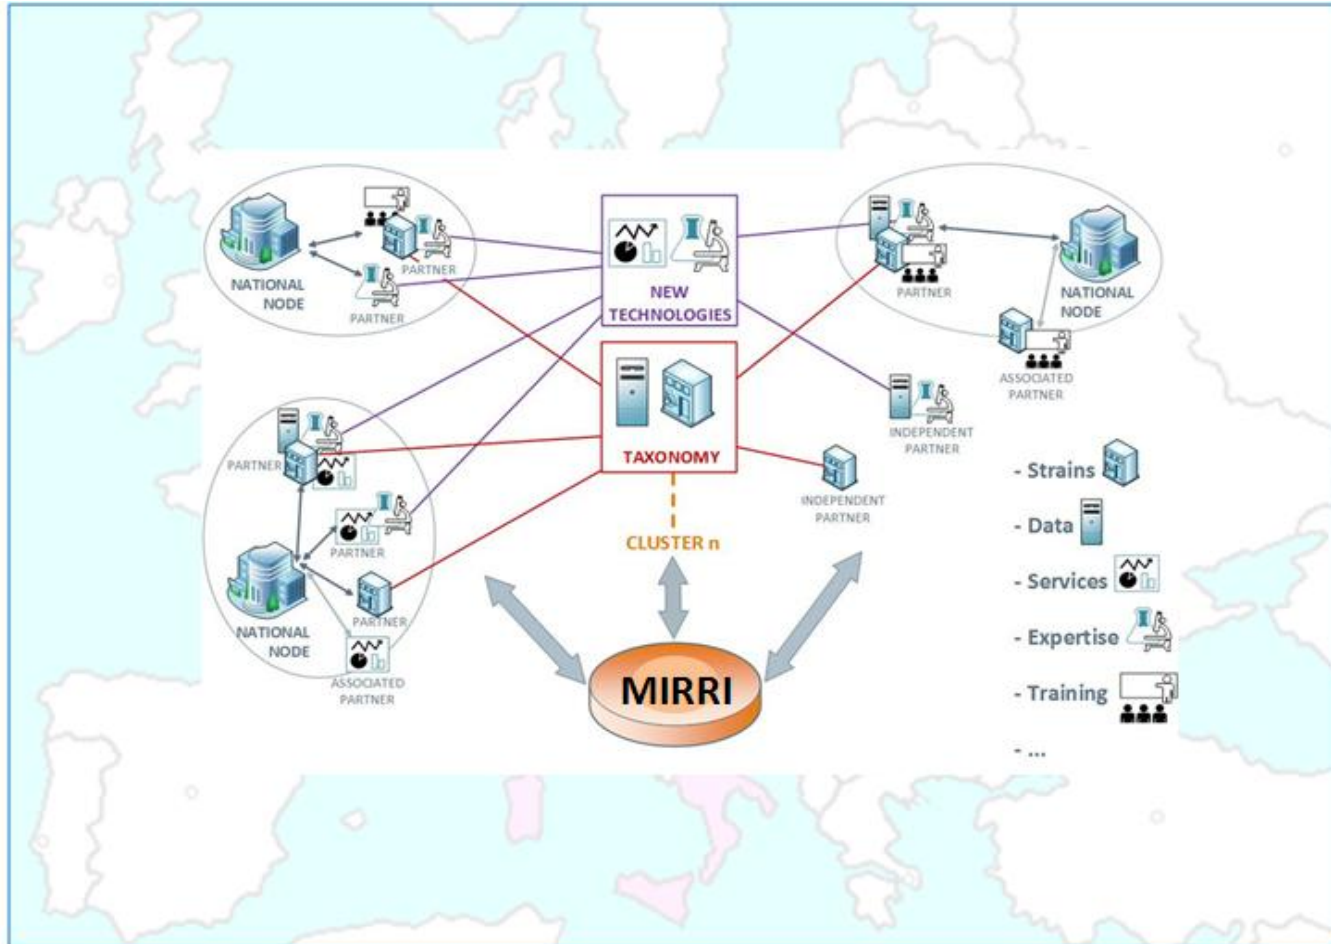 NATIONAL
NODE
PARTNER
PARTNER
NEW
TECHNOLOGIES
PARTNER
NATIONAL
NODE
ASSOCIATED
PARTNER
TAXONOMY
INDEPENDENT
PARTNER
INDEPENDENT
PARTNER
CLUSTER n
PARTNER
PARTNER
PARTNER
NATIONAL
NODE
ASSOCIATED
PARTNER
MIRRI
- Strains
- Data
- Services
- Expertise
- Training
- ...